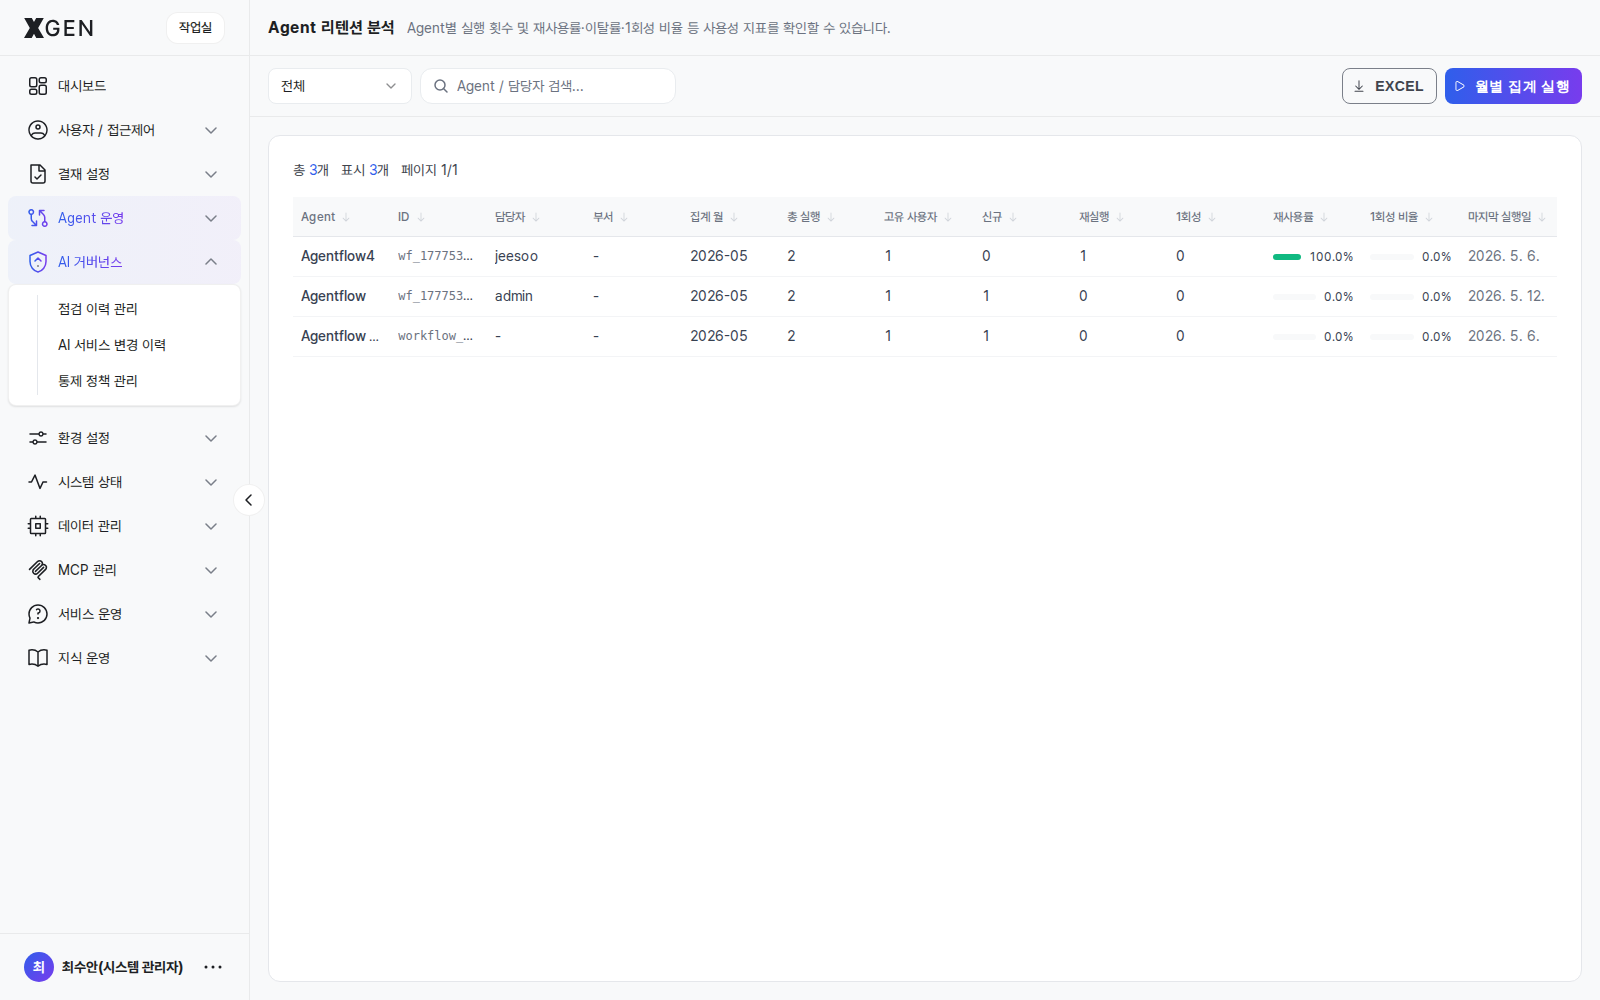 XGEN
작업실
대시보드
사용자 / 접근제어
결재 설정
Agent 운영
AI 거버넌스
점검 이력 관리
AI 서비스 변경 이력
통제 정책 관리
환경 설정
시스템 상태
데이터 관리
MCP 관리
서비스 운영
지식 운영
최 최수안(시스템 관리자)
Agent 리텐션 분석 Agent별 실행 횟수 및 재사용률·이탈률·1회성 비율 등 사용성 지표를 확인할 수 있습니다.
전체 Agent / 담당자 검색... EXCEL 월별 집계 실행
총 3개 표시 3개 페이지 1/1
Agent ID 담당자 부서 집계 월 총 실행 고유 사용자 신규 재실행 1회성 재사용률 1회성 비율 마지막 실행일
Agentflow4 wf_177753... jeesoo - 2026-05 2 1 0 1 0 100.0% 0.0% 2026. 5. 6.
Agentflow wf_177753... admin - 2026-05 2 1 1 0 0 0.0% 0.0% 2026. 5. 12.
Agentflow ... workflow_... - - 2026-05 2 1 1 0 0 0.0% 0.0% 2026. 5. 6.